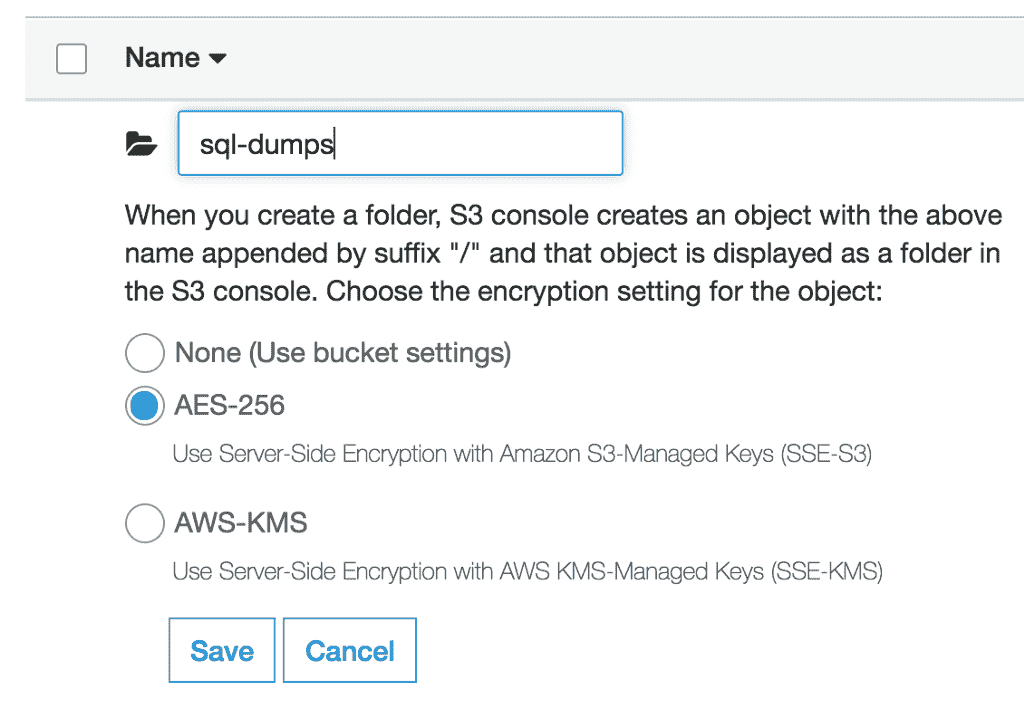 Name
sql-dumps
When you create a folder, S3 console creates an object with the above
name appended by suffix "/" and that object is displayed as a folder in
the S3 console. Choose the encryption setting for the object:
None (Use bucket settings)
AES-256
Use Server-Side Encryption with Amazon S3-Managed Keys (SSE-S3)
AWS-KMS
Use Server-Side Encryption with AWS KMS-Managed Keys (SSE-KMS)
Save Cancel